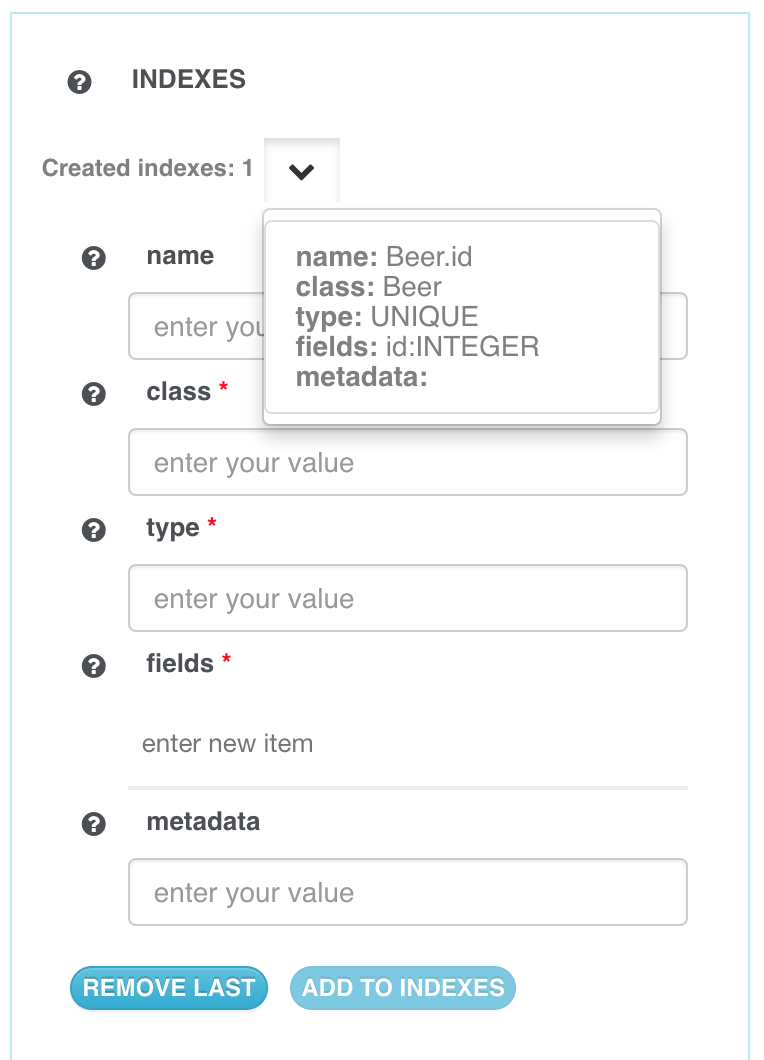 INDEXES
Created indexes: 1
name: Beer.id
class: Beer
type: UNIQUE
fields: id:INTEGER
metadata:
name
enter you
class *
enter your value
type *
enter your value
fields *
enter new item
metadata
enter your value
REMOVE LAST
ADD TO INDEXES